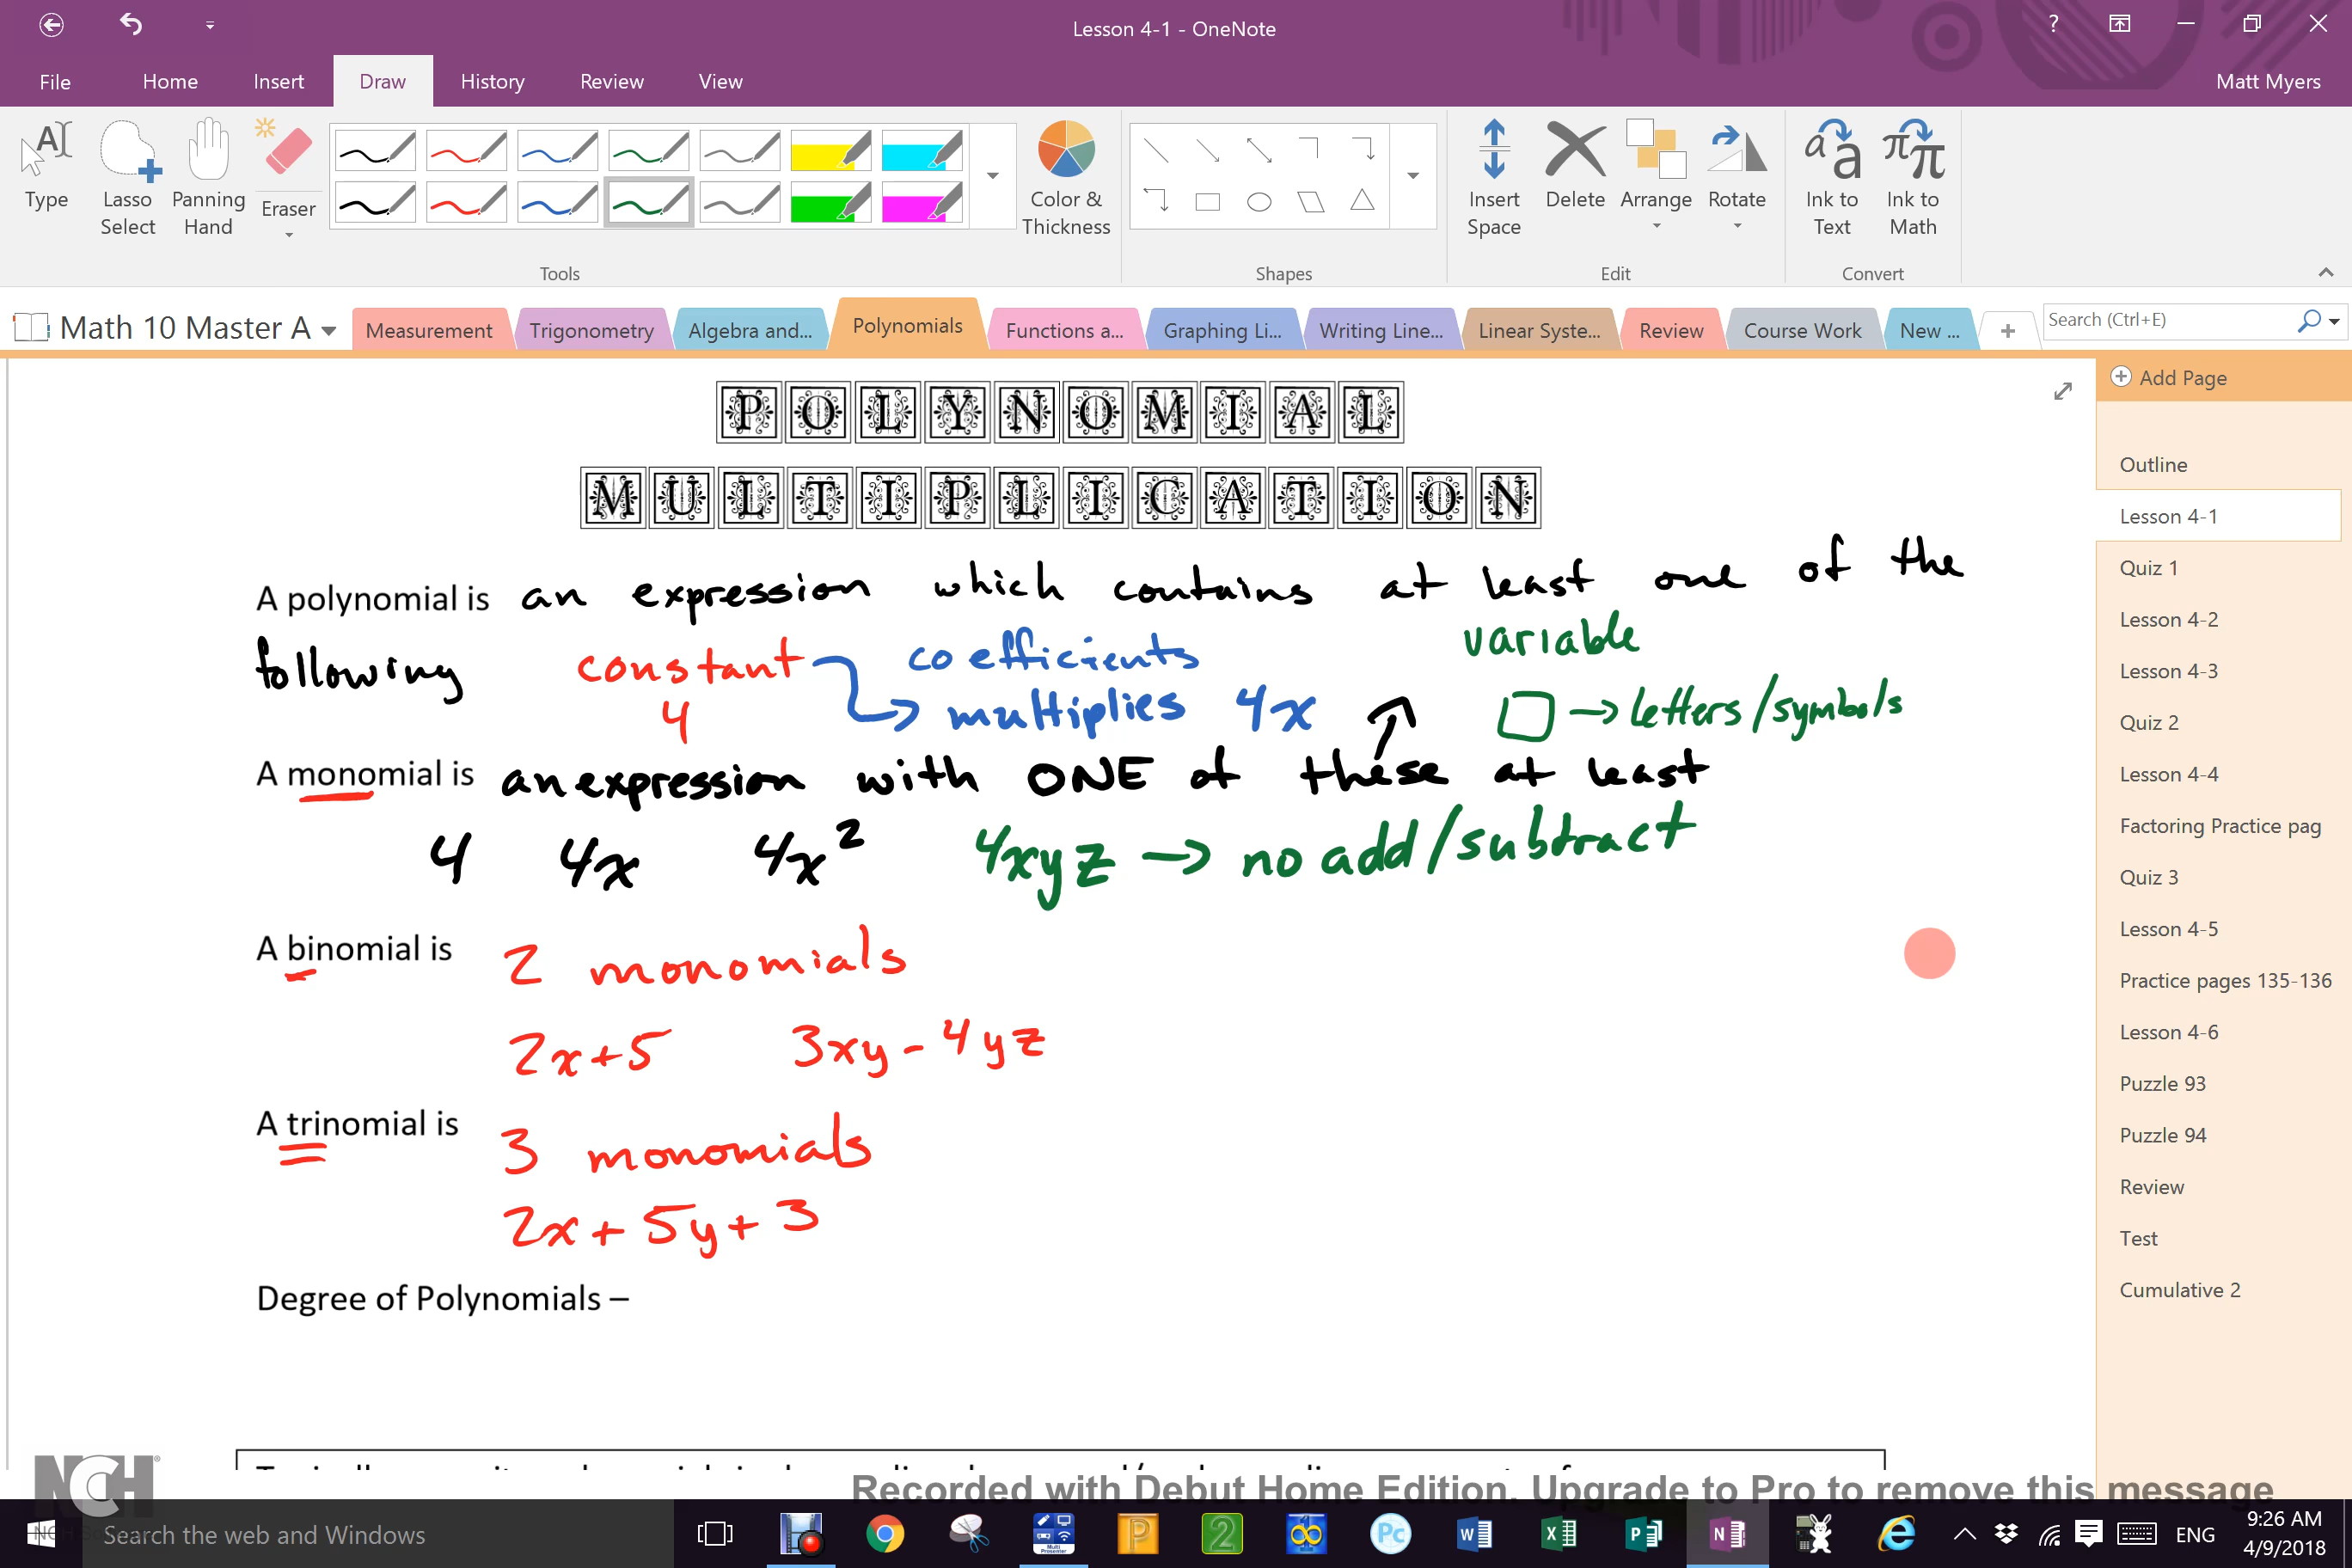 Lesson 4-1 - OneNote
?
File Home Insert Draw History Review View Matt Myers
Type
Lasso Select
Panning Hand
Eraser
Color & Thickness
Insert Space
Delete
Arrange
Rotate
Ink to Text
Ink to Math
Tools Shapes Edit Convert
Math 10 Master A Measurement Trigonometry Algebra and... Polynomials Functions a... Graphing Li... Writing Line... Linear Syste... Review Course Work New ... + Search (Ctrl+E)
Add Page
Outline
Lesson 4-1
Quiz 1
Lesson 4-2
Lesson 4-3
Quiz 2
Lesson 4-4
Factoring Practice pag
Quiz 3
Lesson 4-5
Practice pages 135-136
Lesson 4-6
Puzzle 93
Puzzle 94
Review
Test
Cumulative 2
POLYNOMIAL
MULTIPLICATION
A polynomial is an expression which contains at least one of the
following constant coefficients variable
4 → multiplies 4x □ → letters/symbols
A monomial is an expression with ONE of these at least
4 4x 4x² 4xyz → no add/subtract
A binomial is 2 monomials
2x+5 3xy-4yz
A trinomial is 3 monomials
2x+5y+3
Degree of Polynomials –
NCH
Recorded with Debut Home Edition. Upgrade to Pro to remove this message
Search the web and Windows
ENG
9:26 AM
4/9/2018